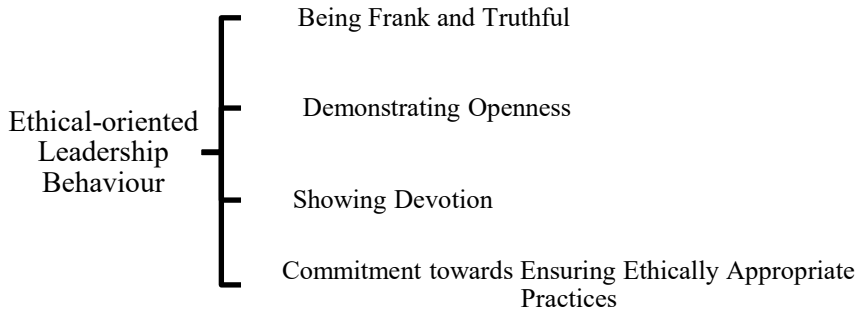 Being Frank and Truthful
Demonstrating Openness
Ethical-oriented
Leadership
Behaviour
Showing Devotion
Commitment towards Ensuring Ethically Appropriate
Practices